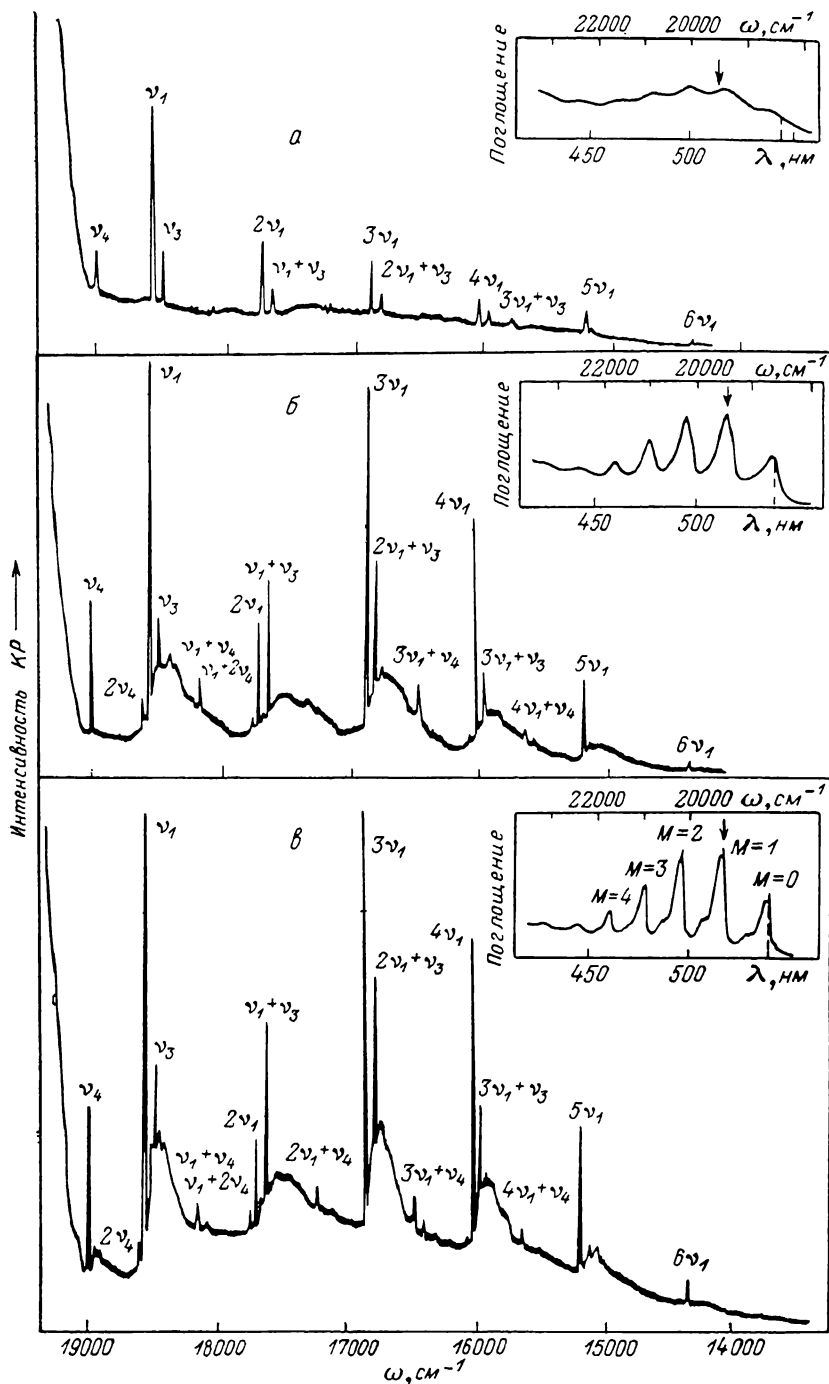 22000 20000 ω, см⁻¹
Поглощение
450 500 λ, нм
а
ν₄
ν₁
ν₃
2ν₁
ν₁+ν₃
3ν₁
2ν₁+ν₃
4ν₁
3ν₁+ν₃
5ν₁
6ν₁
22000 20000 ω, см⁻¹
Поглощение
450 500 λ, нм
б
ν₄
2ν₄
ν₁
ν₃
ν₁+ν₄
ν₁+2ν₄
2ν₁
ν₁+ν₃
3ν₁
2ν₁+ν₃
3ν₁+ν₄
4ν₁
3ν₁+ν₃
4ν₁+ν₄
5ν₁
6ν₁
Интенсивность КР
22000 20000 ω, см⁻¹
Поглощение
M=4
M=3
M=2
M=1
M=0
450 500 λ, нм
в
ν₄
2ν₄
ν₁
ν₃
ν₁+ν₄
ν₁+2ν₄
2ν₁
ν₁+ν₃
2ν₁+ν₄
3ν₁
2ν₁+ν₃
3ν₁+ν₄
4ν₁
3ν₁+ν₃
4ν₁+ν₄
5ν₁
6ν₁
19000 18000 17000 16000 15000 14000
ω, см⁻¹